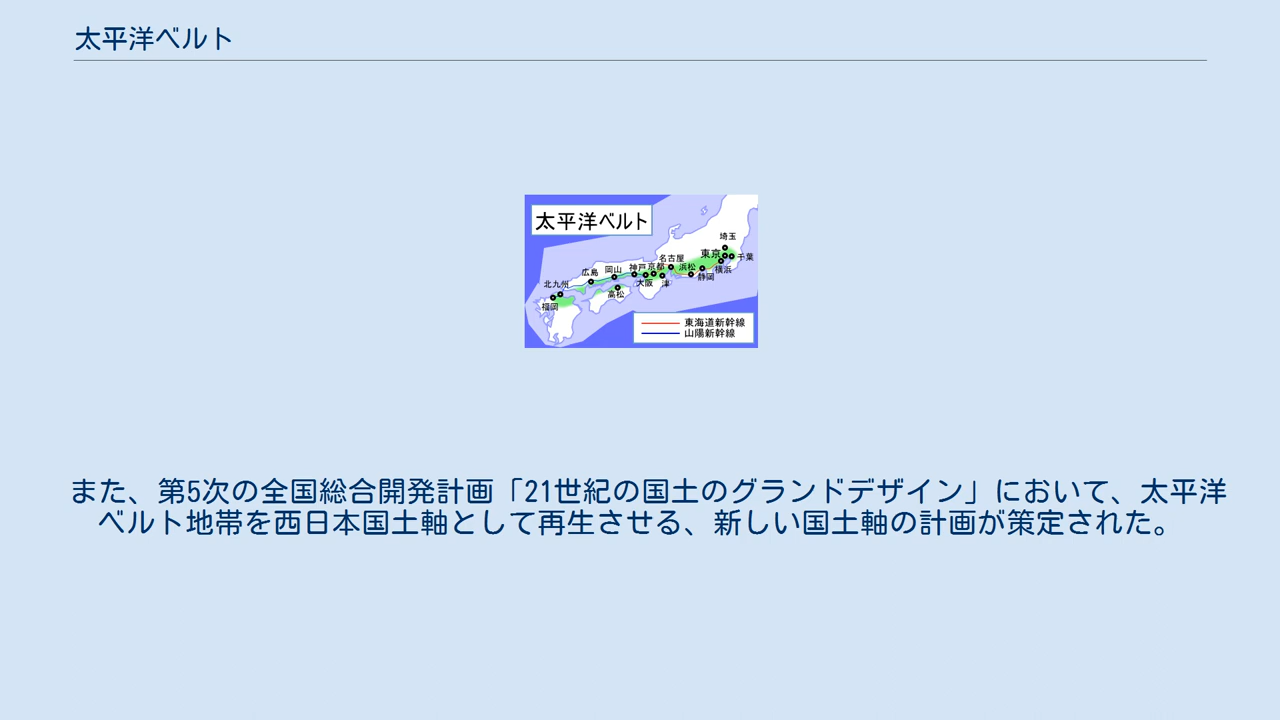 太平洋ベルト
太平洋ベルト
埼玉
東京
千葉
名古屋
横浜
広島
岡山
神戸
京都
浜松
静岡
北九州
大阪
津
高松
福岡
東海道新幹線
山陽新幹線
また、第5次の全国総合開発計画「21世紀の国土のグランドデザイン」において、太平洋
ベルト地帯を西日本国土軸として再生させる、新しい国土軸の計画が策定された。